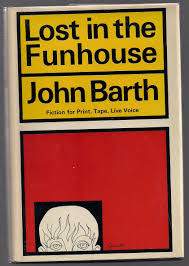 Lost in the
Funhouse
John Barth
Fiction for Print, Tape, Live Voice